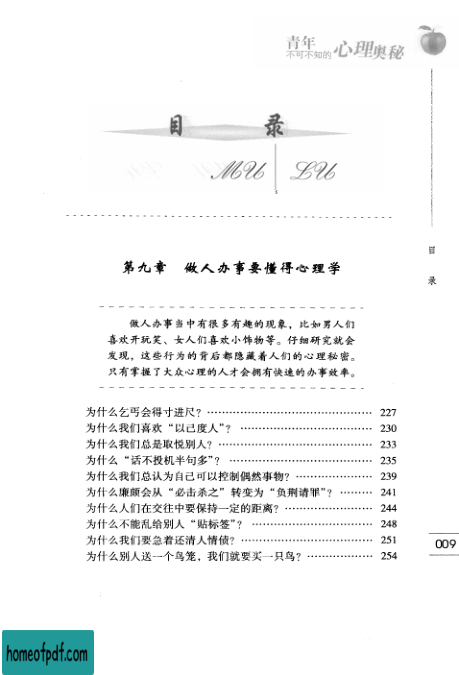 青年
不可不知的 心理奥秘
目 录
MU LU
目
录
第九章 做人办事要懂得心理学
做人办事当中有很多有趣的现象，比如男人们
喜欢开玩笑、女人们喜欢小饰物等。仔细研究就会
发现，这些行为的背后都隐藏着人们的心理秘密。
只有掌握了大众心理的人才会拥有快速的办事效率。
为什么乞丐会得寸进尺？ 227
为什么我们喜欢“以己度人”？ 230
为什么我们总是取悦别人？ 233
为什么“话不投机半句多”？ 235
为什么我们总认为自己可以控制偶然事物？ 239
为什么廉颇会从“必击杀之”转变为“负荆请罪”？ 241
为什么人们在交往中要保持一定的距离？ 244
为什么不能乱给别人“贴标签”？ 248
为什么我们要急着还清人情债？ 251
为什么别人送一个鸟笼，我们就要买一只鸟？ 254
009
homeofpdf.com